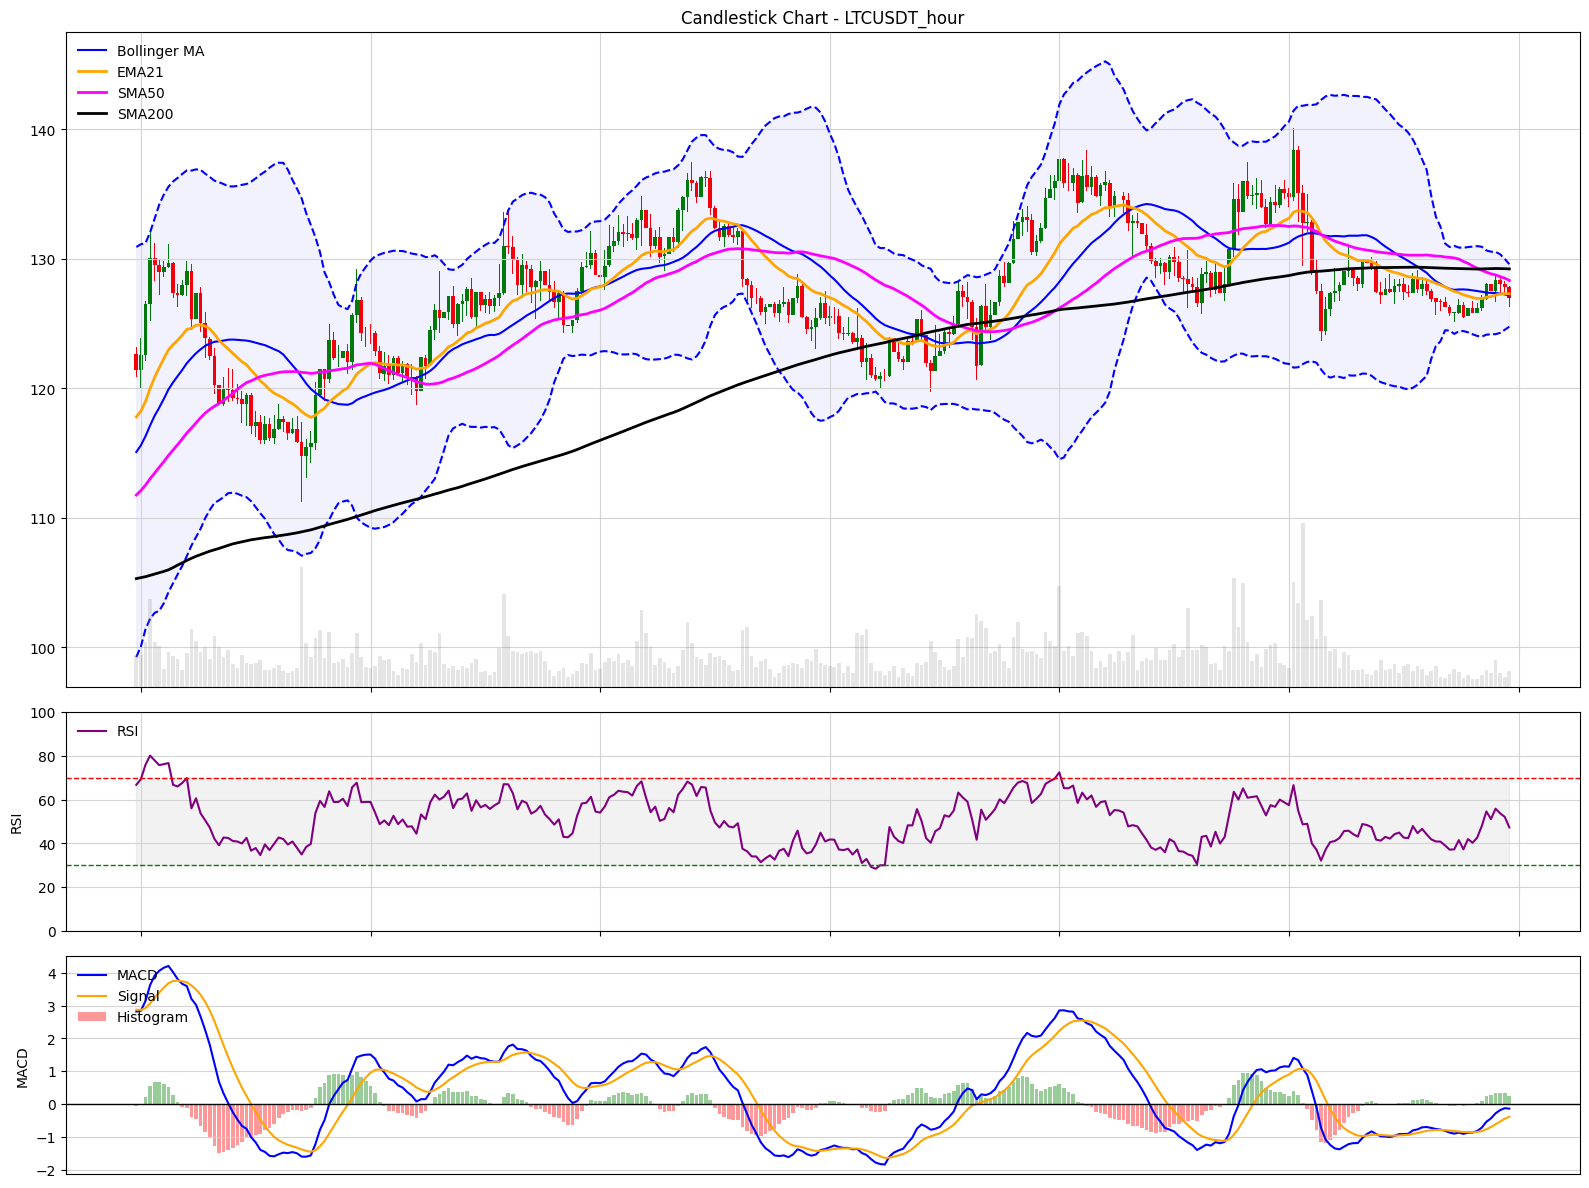 Candlestick Chart - LTCUSDT_hour
Bollinger MA
EMA21
SMA50
SMA200
140
130
120
110
100
100
80
60
40
20
0
RSI
RSI
4
3
2
1
0
−1
−2
MACD
MACD
Signal
Histogram